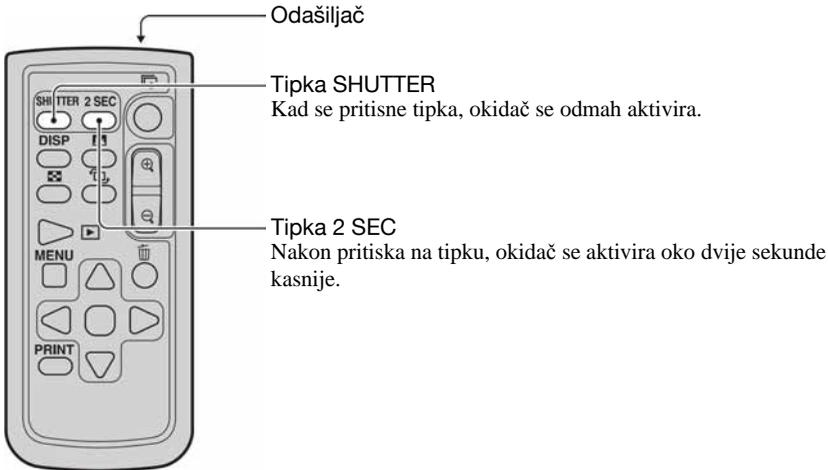 Odašiljač
Tipka SHUTTER
Kad se pritisne tipka, okidač se odmah aktivira.
Tipka 2 SEC
Nakon pritiska na tipku, okidač se aktivira oko dvije sekunde
kasnije.
SHUTTER 2 SEC
DISP
MENU
PRINT